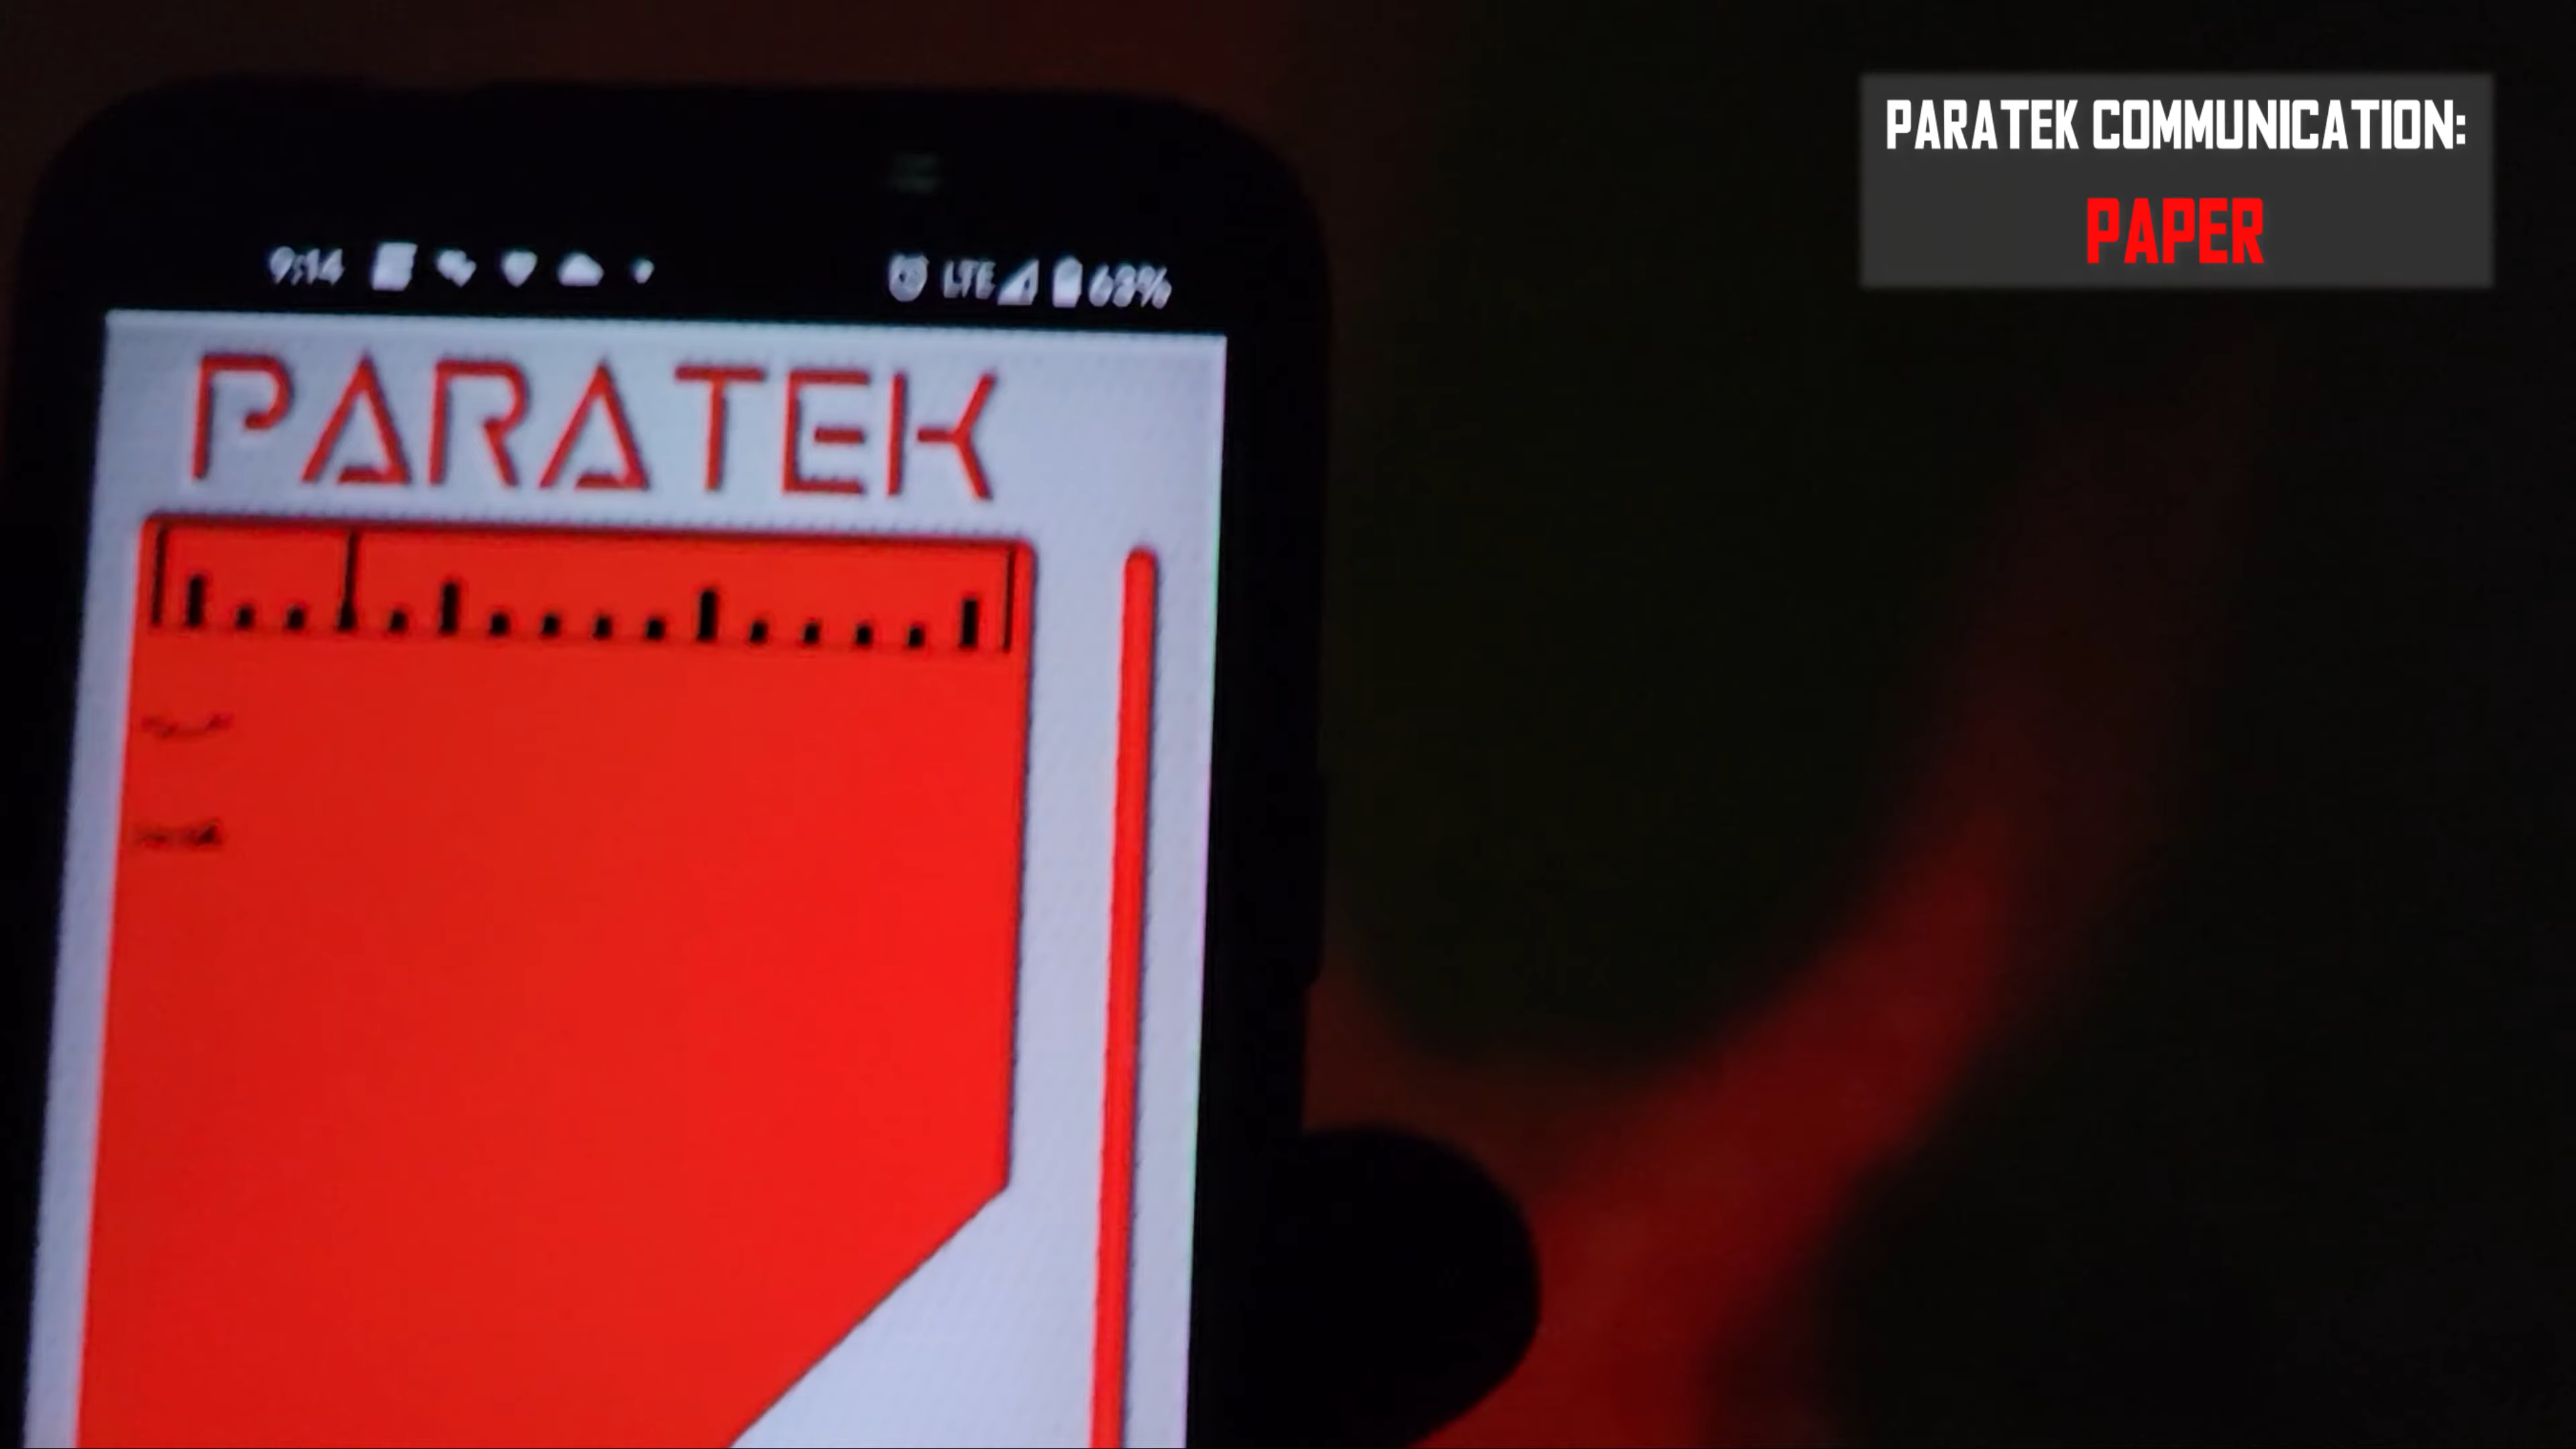 PARATEK COMMUNICATION:
PAPER
9:14
LTE 68%
PARATEK